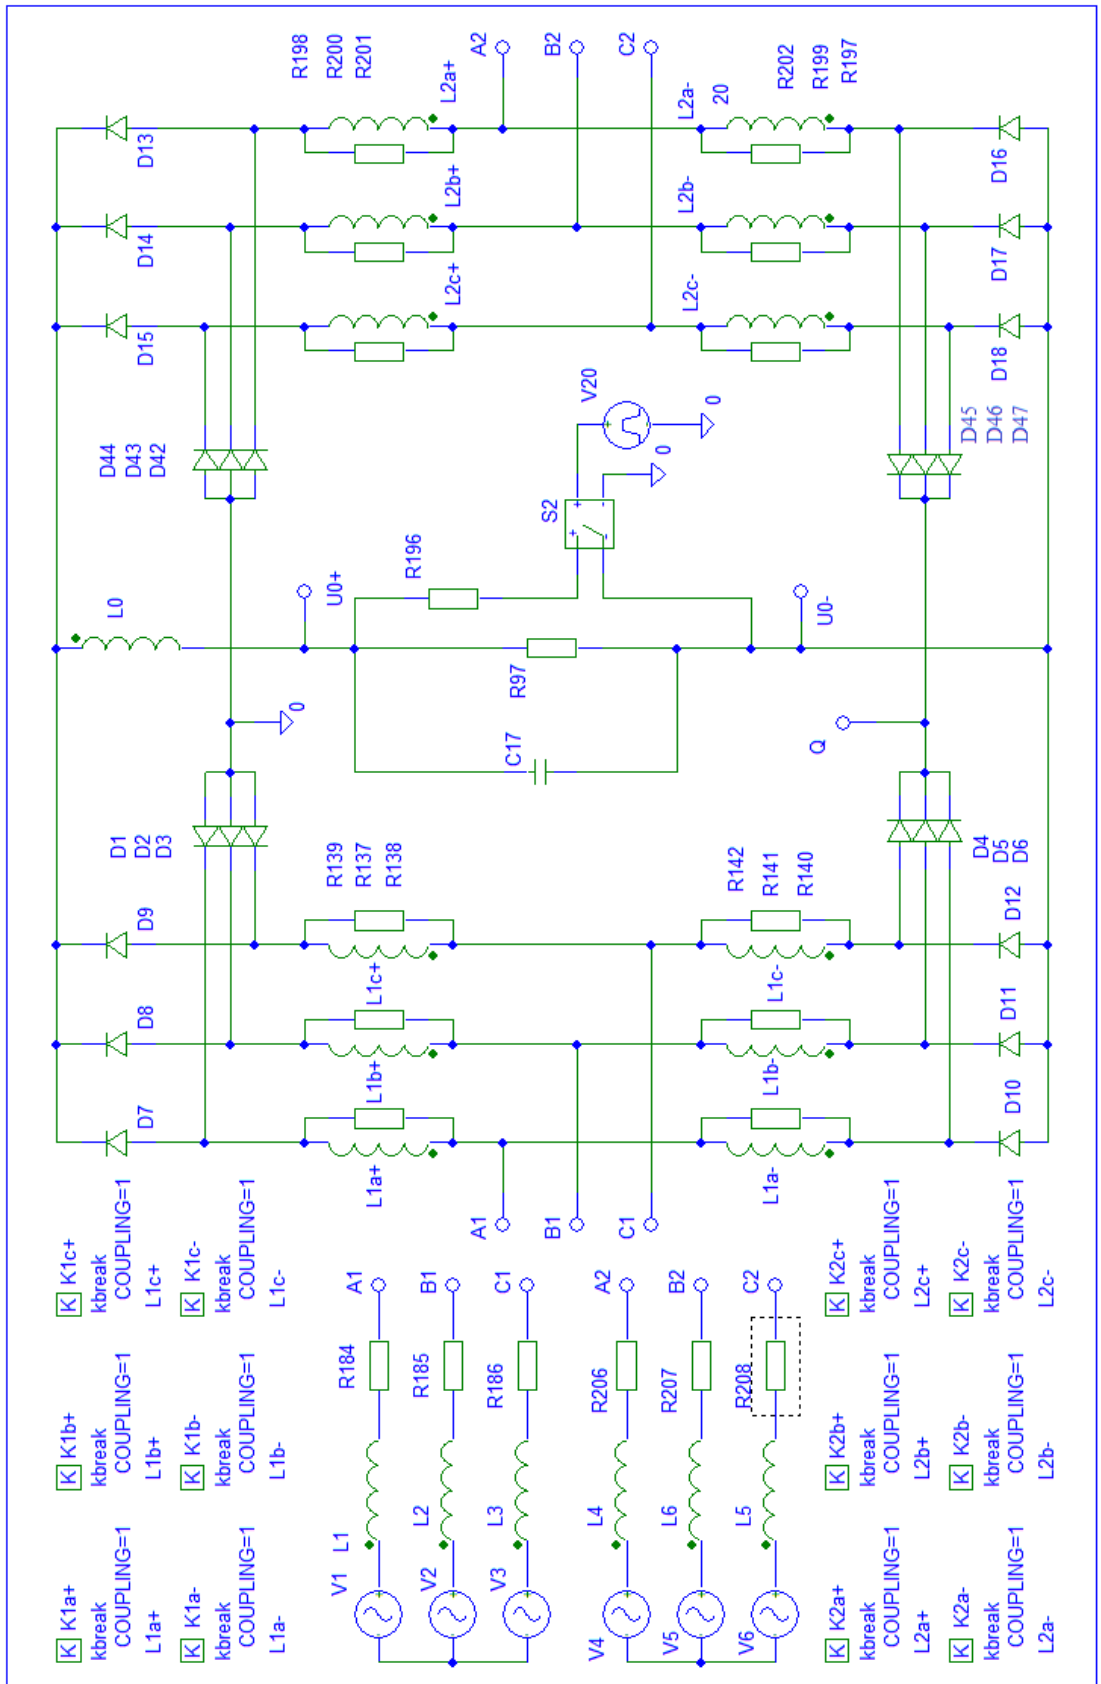 R198
R200
R201
A2
B2
C2
R202
R199
R197
L2a+
L2a-
20
D13
D16
L2b+
L2b-
D14
D17
L2c+
L2c-
D15
D18
V20
0
D44
D43
D42
D45
D46
D47
0
S2
R196
L0
U0+
U0-
R97
0
C17
Q
D1
D2
D3
R139
R137
R138
R142
R141
R140
D4
D5
D6
D9
D12
L1c+
L1c-
D8
D11
L1b+
L1b-
D7
D10
L1a+
L1a-
A1
B1
C1
K K1c+
kbreak
COUPLING=1
L1c+
K K1c-
kbreak
COUPLING=1
L1c-
A1
B1
C1
A2
B2
C2
K K2c+
kbreak
COUPLING=1
L2c+
K K2c-
kbreak
COUPLING=1
L2c-
R184
R185
R186
R206
R207
R208
K K1b+
kbreak
COUPLING=1
L1b+
K K1b-
kbreak
COUPLING=1
L1b-
K K2b+
kbreak
COUPLING=1
L2b+
K K2b-
kbreak
COUPLING=1
L2b-
L1
L2
L3
L4
L6
L5
V1
V2
V3
V4
V5
V6
K K1a+
kbreak
COUPLING=1
L1a+
K K1a-
kbreak
COUPLING=1
L1a-
K K2a+
kbreak
COUPLING=1
L2a+
K K2a-
kbreak
COUPLING=1
L2a-